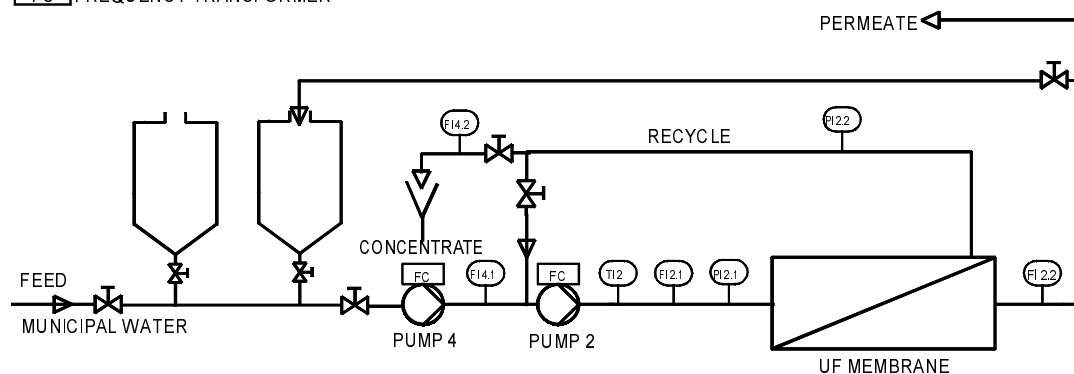 FC FREQUENCY TRANSFORMER
PERMEATE
FI4.2
RECYCLE
PI2.2
CONCENTRATE
FEED
FC
FI4.1
FC
TI2
FI2.1
PI2.1
FI2.2
MUNICIPAL WATER
PUMP 4
PUMP 2
UF MEMBRANE